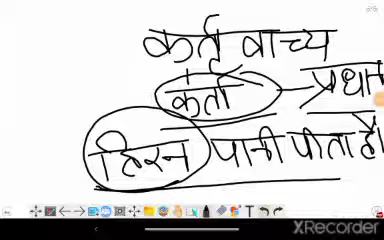 कर्तृ वाच्य
कर्ता — प्रधान
हिरन पानी पीता है।
XRecorder